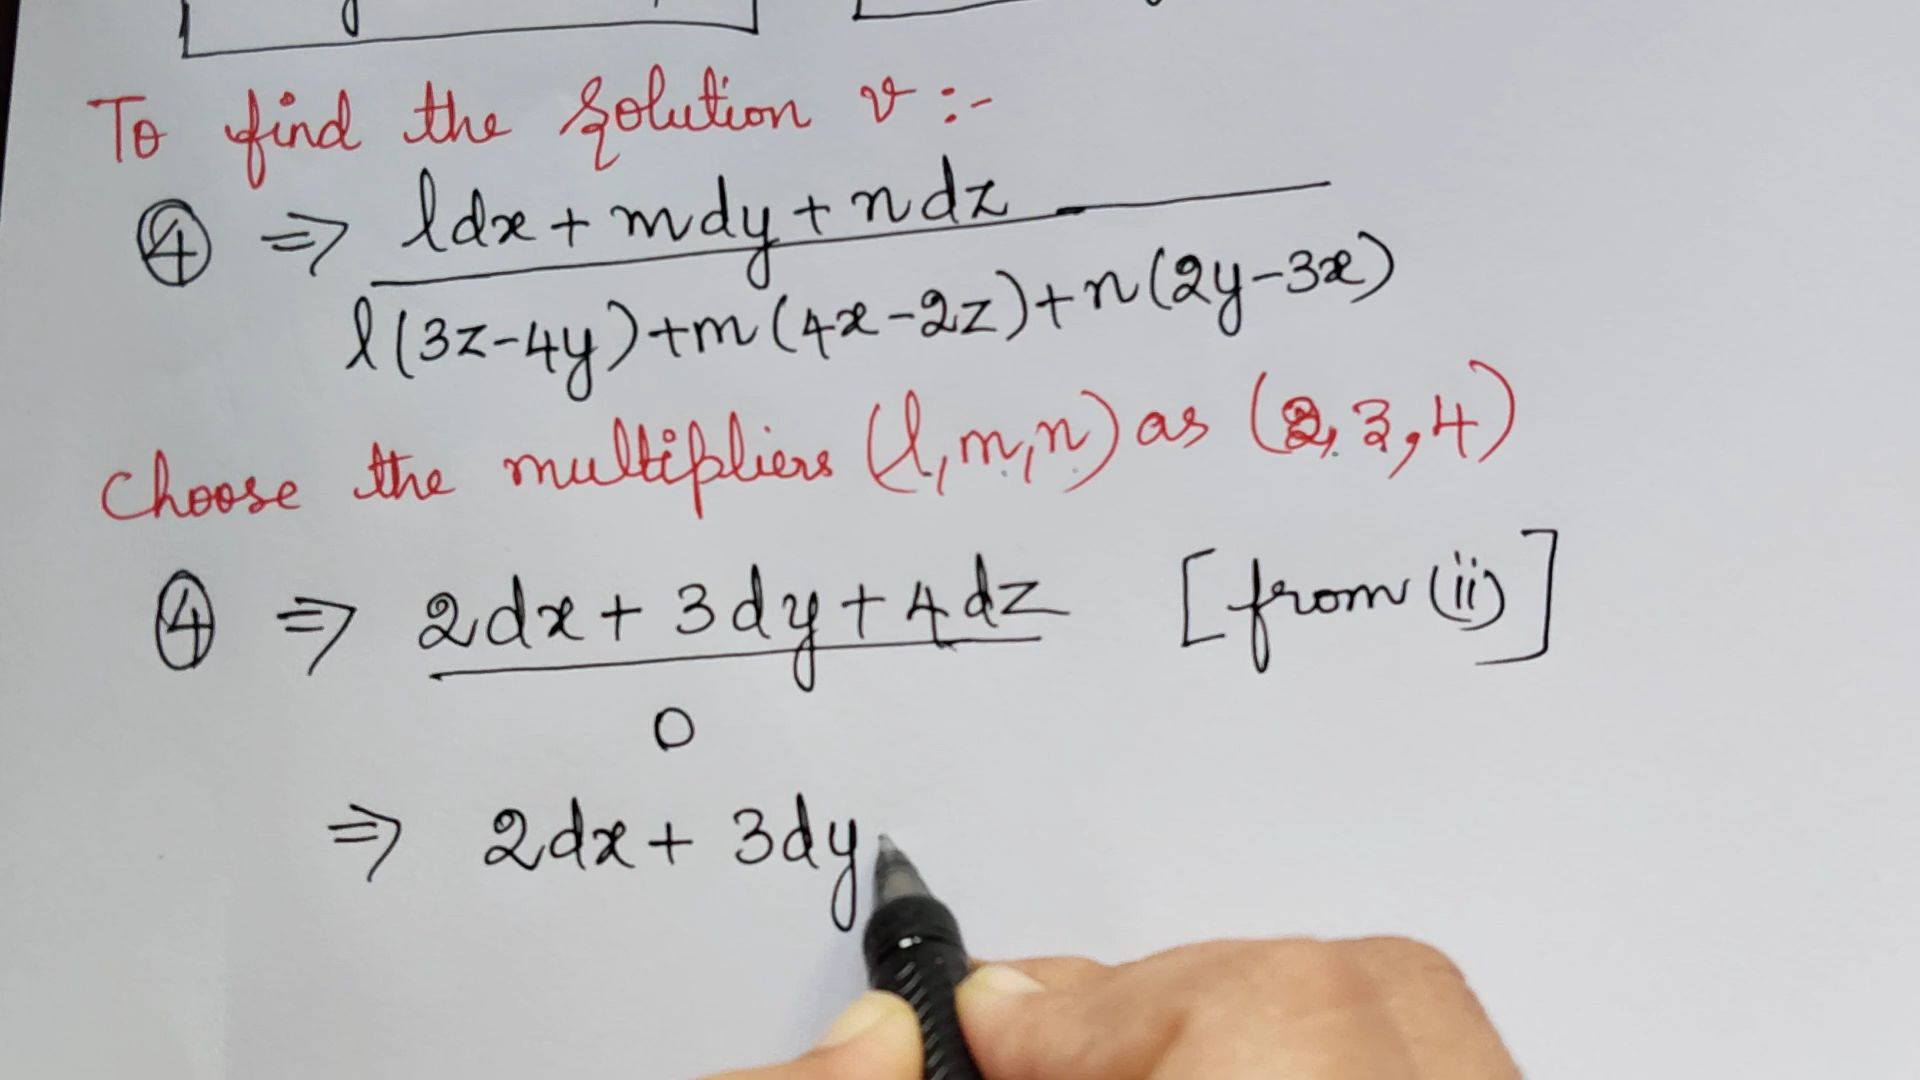 To find the solution v :-
④ ⇒ ldx + mdy + ndz
l(3z-4y)+m(4x-2z)+n(2y-3x)
Choose the multipliers (l,m,n) as (2,3,4)
④ ⇒ 2dx + 3dy + 4dz [from (ii)]
0
⇒ 2dx + 3dy